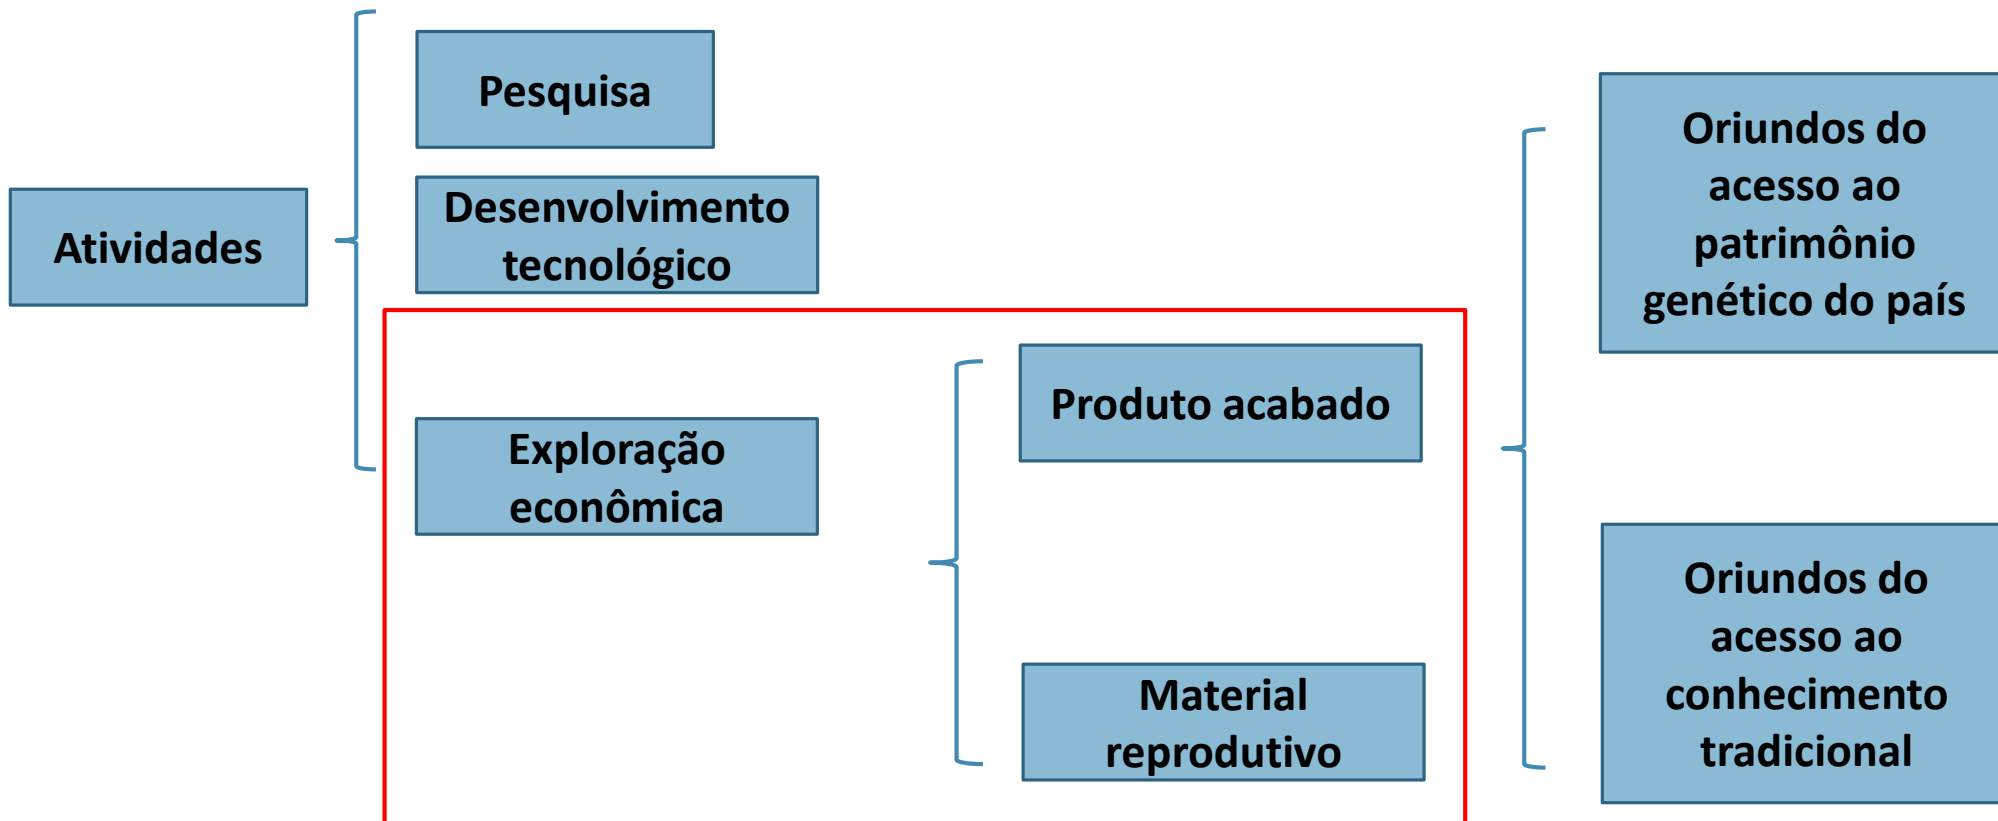 Atividades
Pesquisa
Desenvolvimento
tecnológico
Exploração
econômica
Produto acabado
Material
reprodutivo
Oriundos do
acesso ao
patrimônio
genético do país
Oriundos do
acesso ao
conhecimento
tradicional